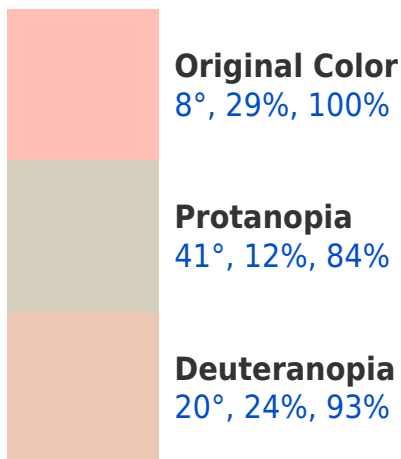 Original Color
8°, 29%, 100%
Protanopia
41°, 12%, 84%
Deuteranopia
20°, 24%, 93%